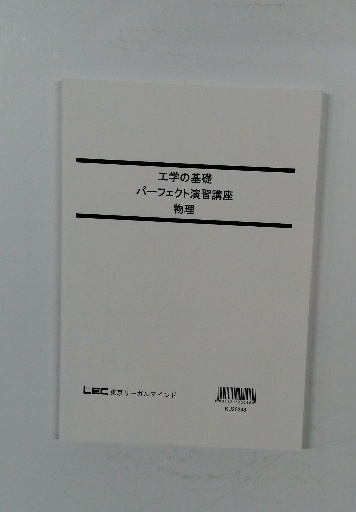 工学の基礎
パーフェクト演習講座
物理
LEC東京リーガルマインド